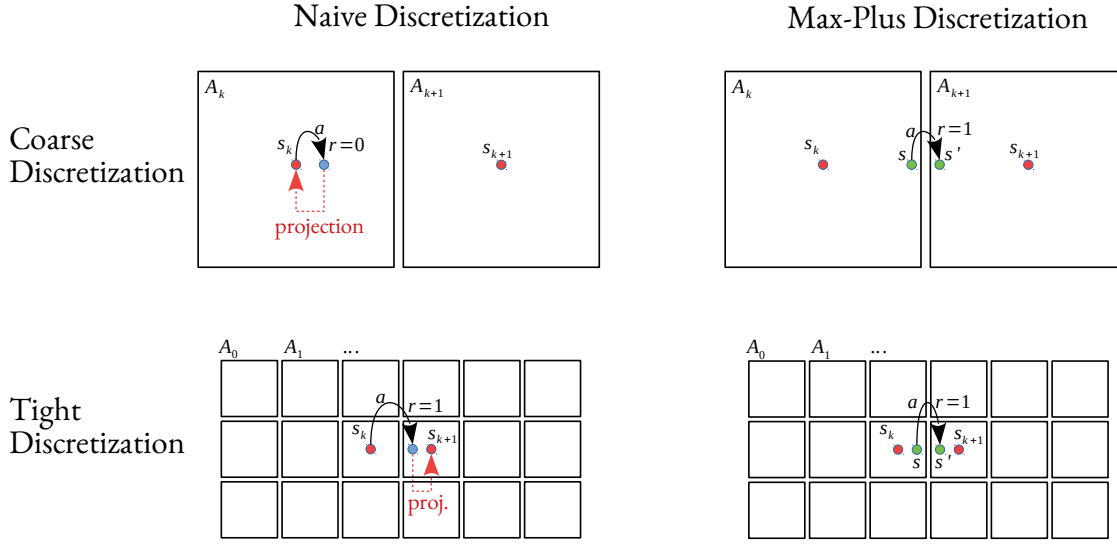 Naive Discretization
Max-Plus Discretization
Coarse
Discretization
A_k
s_k
a
r=0
projection
A_{k+1}
s_{k+1}
A_k
s_k
a
r=1
s
s'
A_{k+1}
s_{k+1}
Tight
Discretization
A_0
A_1
...
a
r=1
s_k
s_{k+1}
proj.
A_0
A_1
...
a
r=1
s_k
s
s'
s_{k+1}